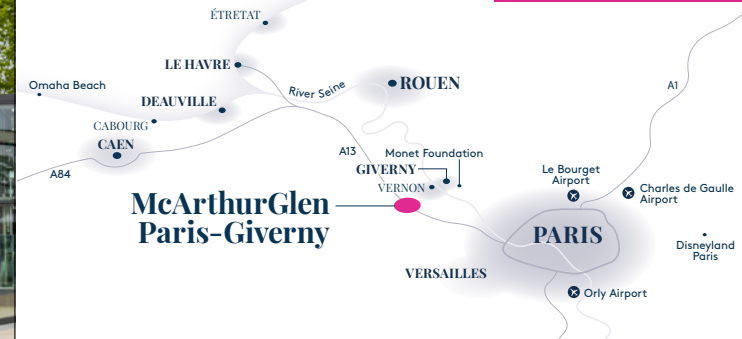 ÉTRETAT
LE HAVRE
River Seine
ROUEN
A1
Omaha Beach
DEAUVILLE
CABOURG
CAEN
A84
A13
Monet Foundation
GIVERNY
VERNON
McArthurGlen
Paris-Giverny
Le Bourget
Airport
Charles de Gaulle
Airport
PARIS
Disneyland
Paris
VERSAILLES
Orly Airport